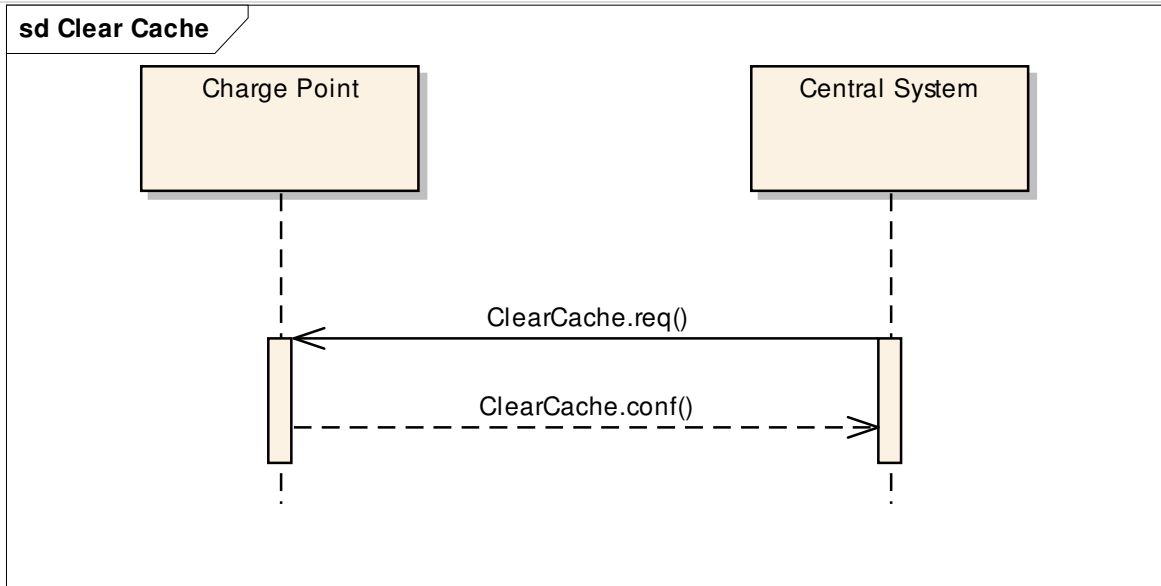 sd Clear Cache
Charge Point
Central System
ClearCache.req()
ClearCache.conf()